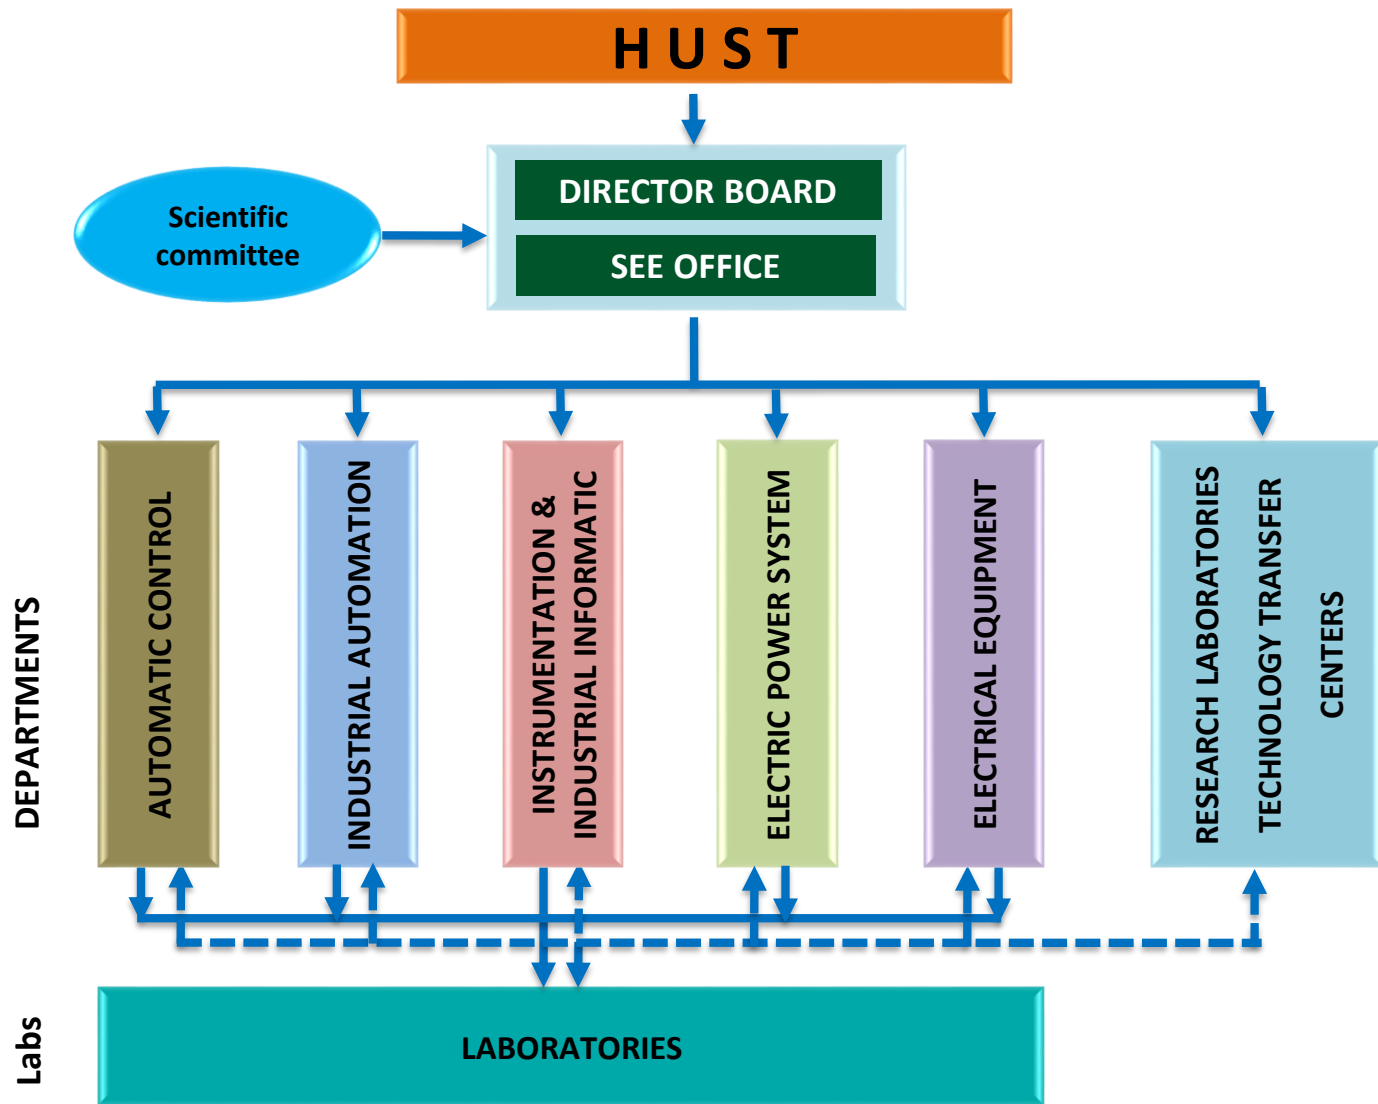 H U S T
Scientific
committee
DIRECTOR BOARD
SEE OFFICE
DEPARTMENTS
AUTOMATIC CONTROL
INDUSTRIAL AUTOMATION
INSTRUMENTATION &
INDUSTRIAL INFORMATIC
ELECTRIC POWER SYSTEM
ELECTRICAL EQUIPMENT
RESEARCH LABORATORIES
TECHNOLOGY TRANSFER
CENTERS
Labs
LABORATORIES